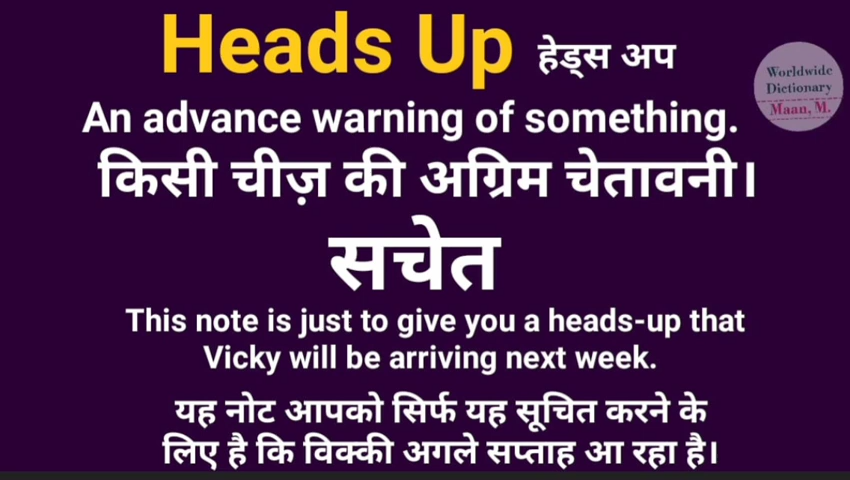 Heads Up हेड्स अप
Worldwide
Dictionary
Maan, M.
An advance warning of something.
किसी चीज़ की अग्रिम चेतावनी।
सचेत
This note is just to give you a heads-up that
Vicky will be arriving next week.
यह नोट आपको सिर्फ यह सूचित करने के
लिए है कि विक्की अगले सप्ताह आ रहा है।